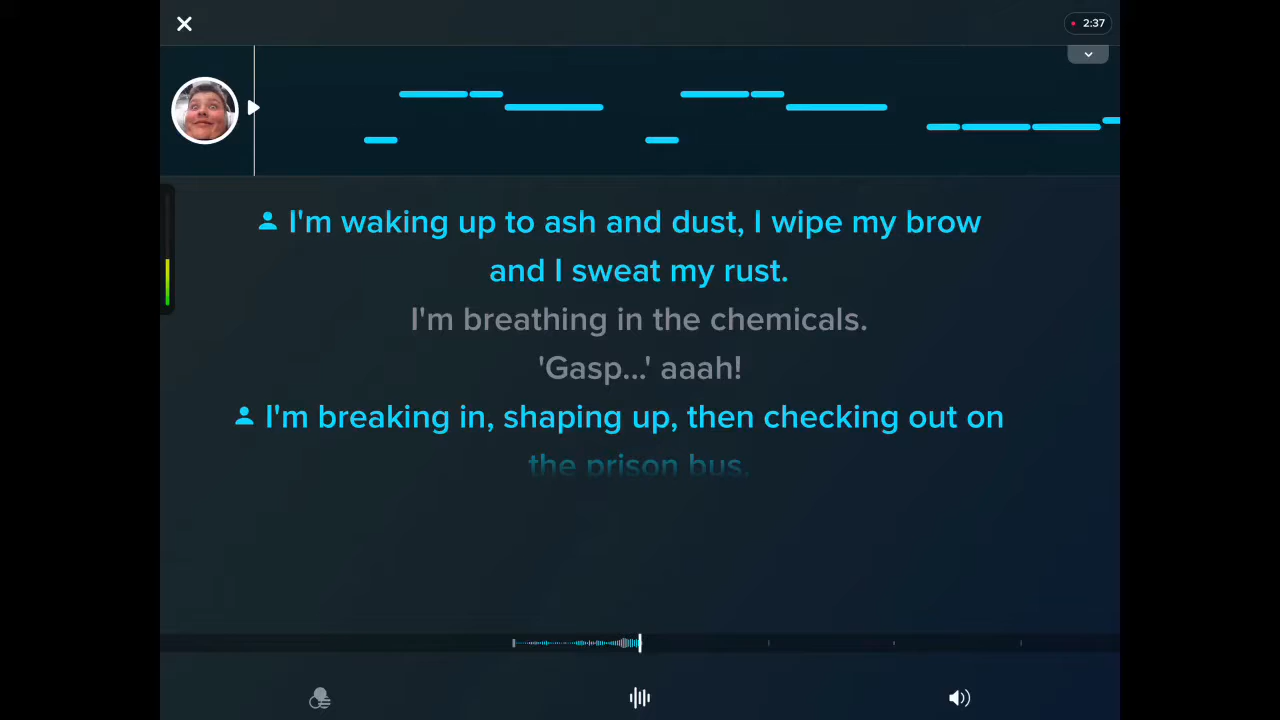 2:37
I'm waking up to ash and dust, I wipe my brow
and I sweat my rust.
I'm breathing in the chemicals.
'Gasp...' aaah!
I'm breaking in, shaping up, then checking out on
the prison bus.